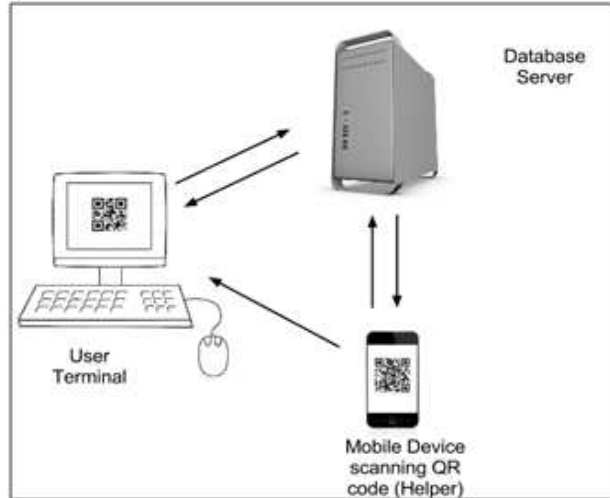 Database
Server
User
Terminal
Mobile Device
scanning QR
code (Helper)